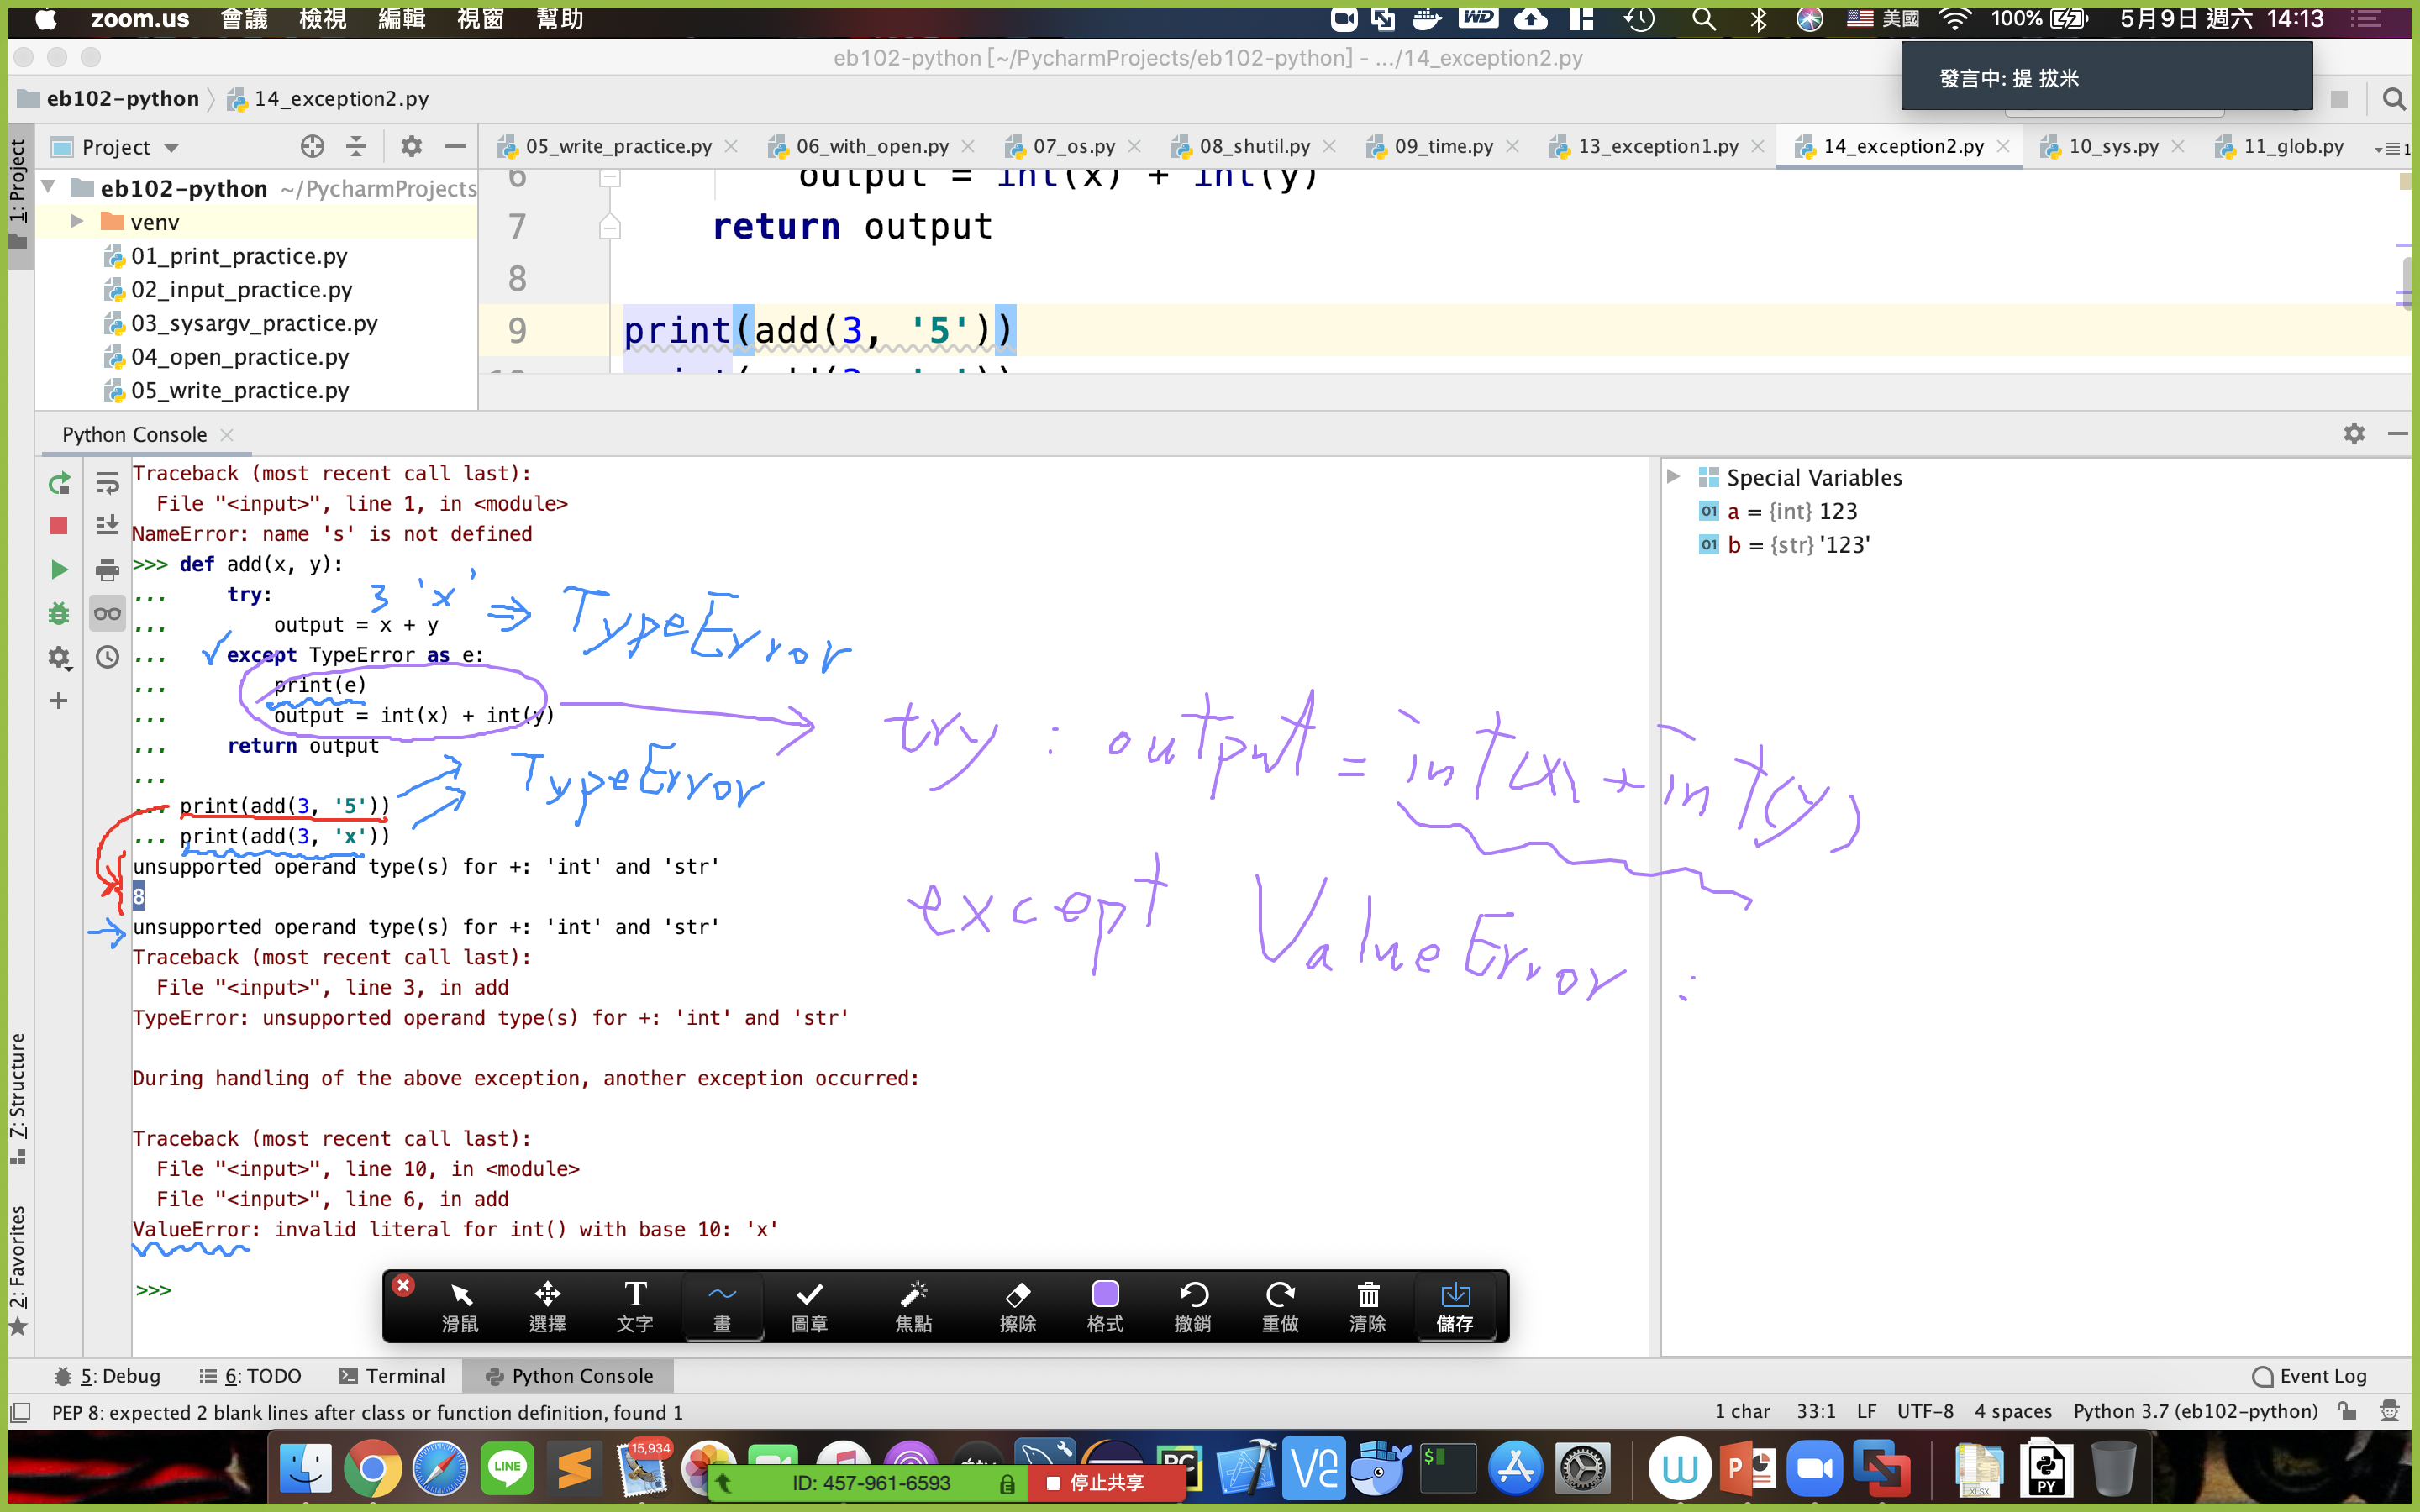 zoom.us 會議 檢視 編輯 視窗 幫助
WD 美國 100% 5月9日 週六 14:13
eb102-python [~/PycharmProjects/eb102-python] - .../14_exception2.py
發言中: 提 拔米
eb102-python 14_exception2.py
1: Project
Project
05_write_practice.py 06_with_open.py 07_os.py 08_shutil.py 09_time.py 13_exception1.py 14_exception2.py 10_sys.py 11_glob.py
eb102-python ~/PycharmProjects
venv
01_print_practice.py
02_input_practice.py
03_sysargv_practice.py
04_open_practice.py
05_write_practice.py
6 output = int(x) + int(y)
7 return output
8
9 print(add(3, '5'))
Python Console
Traceback (most recent call last):
File "<input>", line 1, in <module>
NameError: name 's' is not defined
>>> def add(x, y):
... try:
3 'x' ⇒ TypeError
... output = x + y
... except TypeError as e:
... print(e)
... output = int(x) + int(y)
... return output
...
... print(add(3, '5'))
... print(add(3, 'x'))
TypeError
try : output = int(x) + int(y)
except ValueError :
unsupported operand type(s) for +: 'int' and 'str'
8
unsupported operand type(s) for +: 'int' and 'str'
Traceback (most recent call last):
File "<input>", line 3, in add
TypeError: unsupported operand type(s) for +: 'int' and 'str'
During handling of the above exception, another exception occurred:
Traceback (most recent call last):
File "<input>", line 10, in <module>
File "<input>", line 6, in add
ValueError: invalid literal for int() with base 10: 'x'
>>>
Special Variables
a = {int} 123
b = {str} '123'
7: Structure
2: Favorites
滑鼠 選擇 文字 畫 圖章 焦點 擦除 格式 撤銷 重做 清除 儲存
5: Debug 6: TODO Terminal Python Console Event Log
PEP 8: expected 2 blank lines after class or function definition, found 1
1 char 33:1 LF UTF-8 4 spaces Python 3.7 (eb102-python)
15,934
LINE
ID: 457-961-6593 停止共享
XLSX
PY